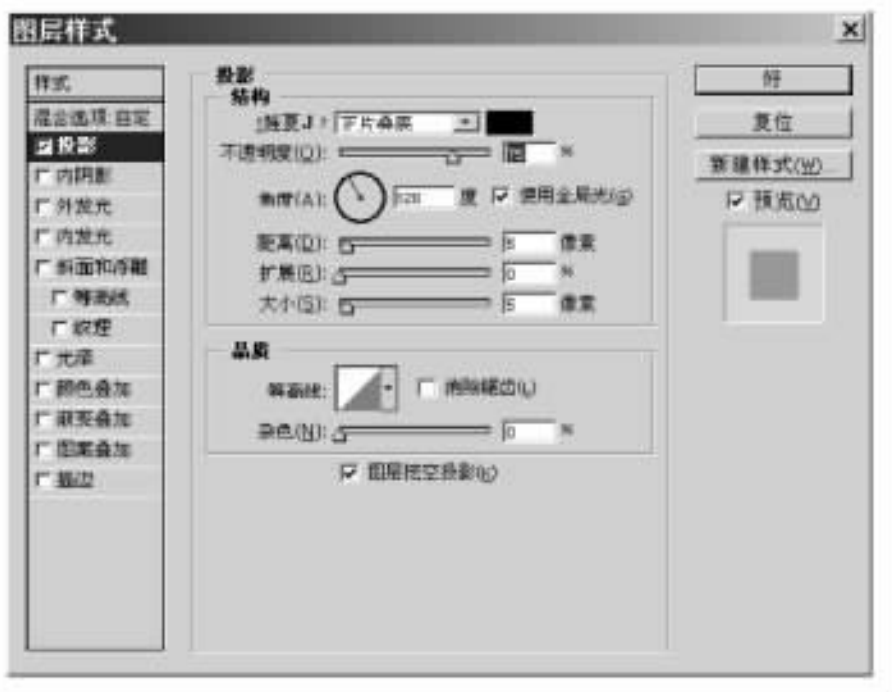 图层样式
样式
混合选项:自定
投影
内阴影
外发光
内发光
斜面和浮雕
等高线
纹理
光泽
颜色叠加
渐变叠加
图案叠加
描边
投影
结构
正片叠底
不透明度(O): %
角度(A): 120 度 使用全局光(G)
距离(D): 5 像素
扩展(R): 0 %
大小(S): 5 像素
品质
等高线: 消除锯齿(L)
杂色(N): 0 %
图层挖空投影(K)
好
复位
新建样式(W)...
预览(V)